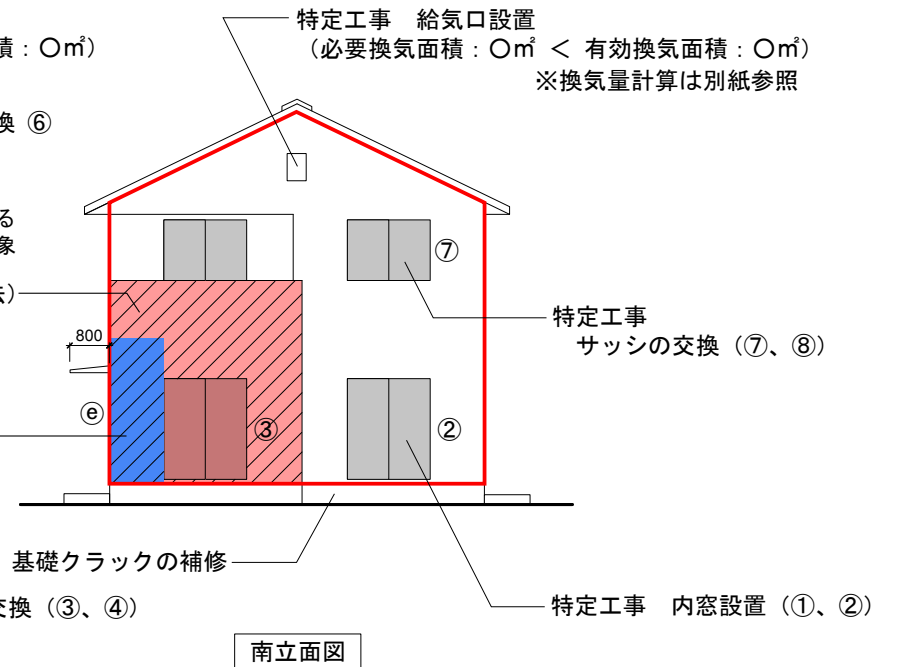 特定工事　給気口設置
（必要換気面積：〇㎡ ＜ 有効換気面積：〇㎡）
※換気量計算は別紙参照
積：〇㎡）
換 ⑥
る
象
⑦
特定工事
サッシの交換（⑦、⑧）
800
ⓔ
③
②
基礎クラックの補修
交換（③、④）
特定工事　内窓設置（①、②）
南立面図